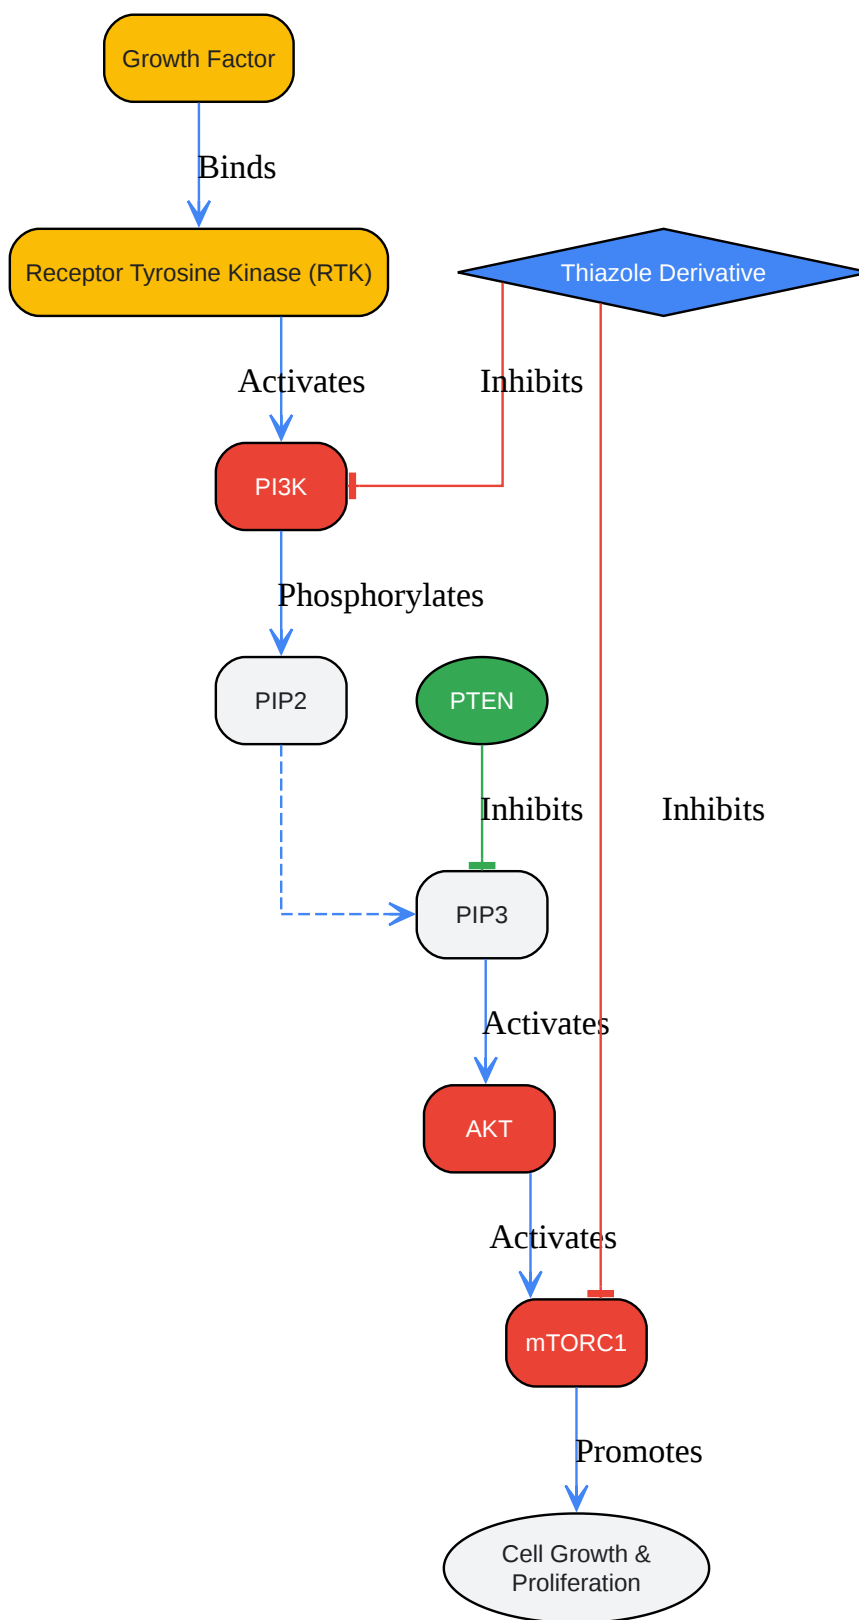 Growth Factor
Binds
Receptor Tyrosine Kinase (RTK)
Thiazole Derivative
Activates
Inhibits
PI3K
Phosphorylates
PIP2
PTEN
Inhibits
Inhibits
PIP3
Activates
AKT
Activates
mTORC1
Promotes
Cell Growth &
Proliferation